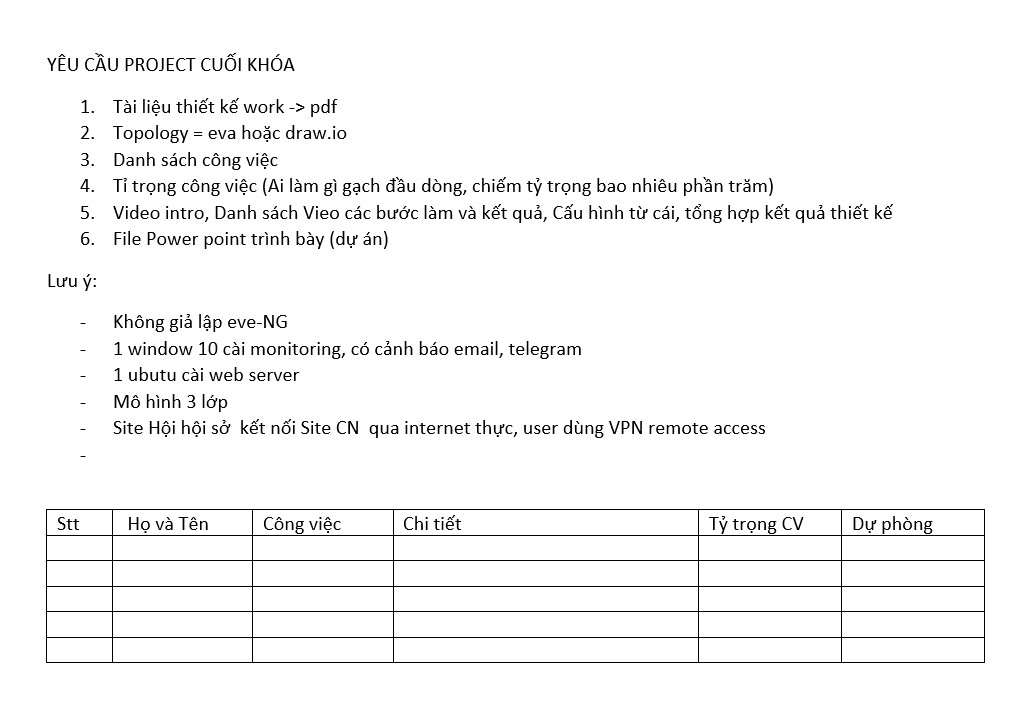 YÊU CẦU PROJECT CUỐI KHÓA
1. Tài liệu thiết kế work -> pdf
2. Topology = eva hoặc draw.io
3. Danh sách công việc
4. Tỉ trọng công việc (Ai làm gì gạch đầu dòng, chiếm tỷ trọng bao nhiêu phần trăm)
5. Video intro, Danh sách Vieo các bước làm và kết quả, Cấu hình từ cái, tổng hợp kết quả thiết kế
6. File Power point trình bày (dự án)
Lưu ý:
- Không giả lập eve-NG
- 1 window 10 cài monitoring, có cảnh báo email, telegram
- 1 ubutu cài web server
- Mô hình 3 lớp
- Site Hội hội sở kết nối Site CN qua internet thực, user dùng VPN remote access
-
Stt Họ và Tên Công việc Chi tiết Tỷ trọng CV Dự phòng